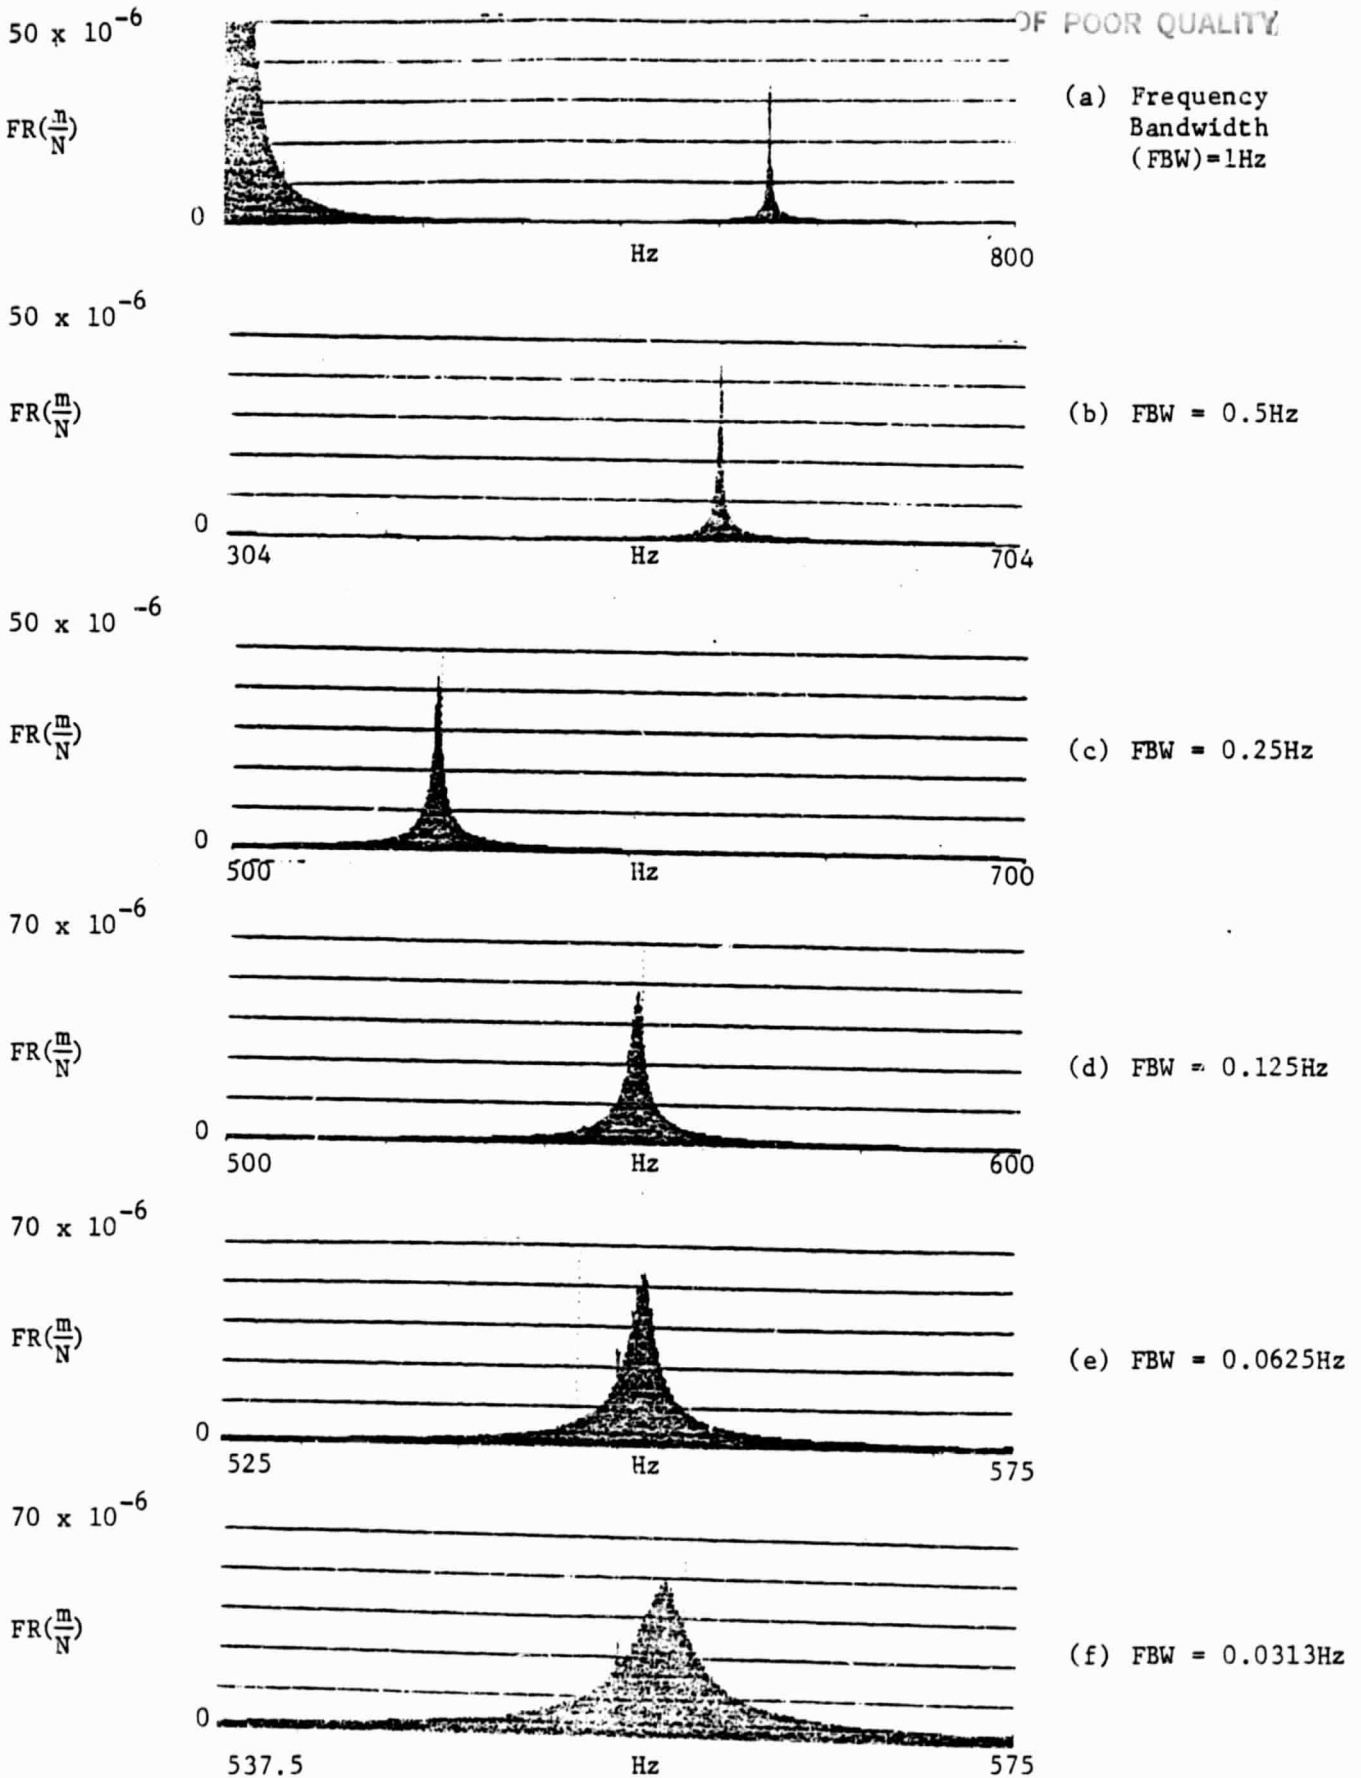 OF POOR QUALITY
50 x 10^-6
FR(m/N)
0
Hz
800
(a) Frequency
Bandwidth
(FBW)=1Hz
50 x 10^-6
FR(m/N)
0
304
Hz
704
(b) FBW = 0.5Hz
50 x 10^-6
FR(m/N)
0
500
Hz
700
(c) FBW = 0.25Hz
70 x 10^-6
FR(m/N)
0
500
Hz
600
(d) FBW = 0.125Hz
70 x 10^-6
FR(m/N)
0
525
Hz
575
(e) FBW = 0.0625Hz
70 x 10^-6
FR(m/N)
0
537.5
Hz
575
(f) FBW = 0.0313Hz